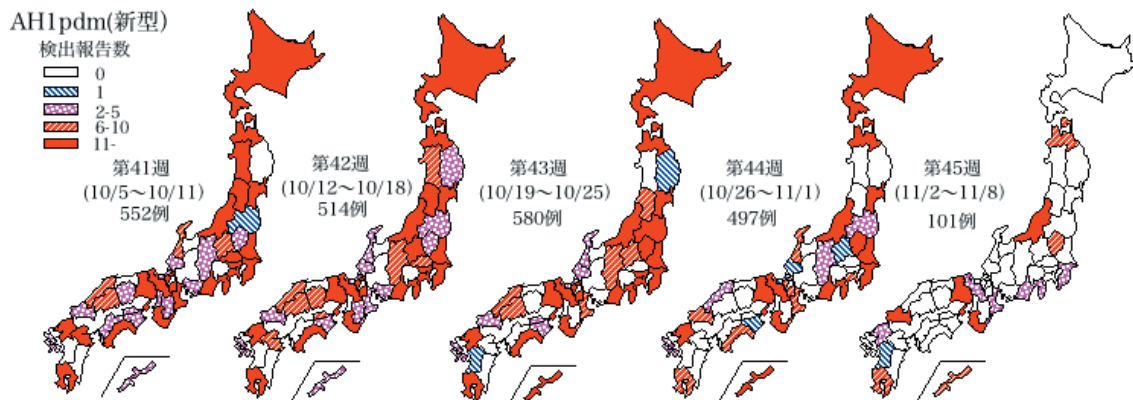 AH1pdm(新型)
検出報告数
0
1
2-5
6-10
11-
第41週
(10/5～10/11)
552例
第42週
(10/12～10/18)
514例
第43週
(10/19～10/25)
580例
第44週
(10/26～11/1)
497例
第45週
(11/2～11/8)
101例